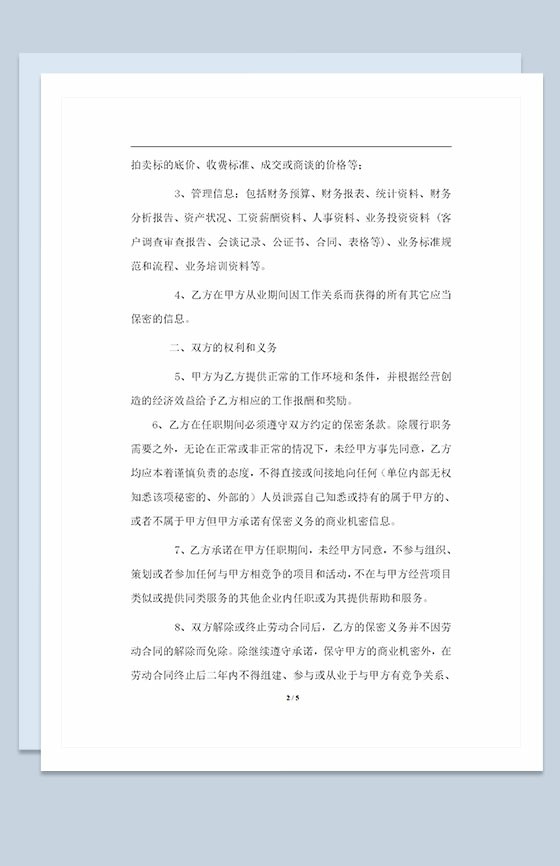 拍卖标的底价、收费标准、成交或商谈的价格等；
3、管理信息：包括财务预算、财务报表、统计资料、财务
分析报告、资产状况、工资薪酬资料、人事资料、业务投资资料（客
户调查审查报告、会谈记录、公证书、合同、表格等)、业务标准规
范和流程、业务培训资料等。
4、乙方在甲方从业期间因工作关系而获得的所有其它应当
保密的信息。
二、双方的权利和义务
5、甲方为乙方提供正常的工作环境和条件，并根据经营创
造的经济效益给予乙方相应的工作报酬和奖励。
6、乙方在任职期间必须遵守双方约定的保密条款。除履行职务
需要之外，无论在正常或非正常的情况下，未经甲方事先同意，乙方
均应本着谨慎负责的态度，不得直接或间接地向任何（单位内部无权
知悉该项秘密的、外部的）人员泄露自己知悉或持有的属于甲方的、
或者不属于甲方但甲方承诺有保密义务的商业机密信息。
7、乙方承诺在甲方任职期间，未经甲方同意，不参与组织、
策划或者参加任何与甲方相竞争的项目和活动，不在与甲方经营项目
类似或提供同类服务的其他企业内任职或为其提供帮助和服务。
8、双方解除或终止劳动合同后，乙方的保密义务并不因劳
动合同的解除而免除。除继续遵守承诺，保守甲方的商业机密外，在
劳动合同终止后二年内不得组建、参与或从业于与甲方有竞争关系、
2 / 5